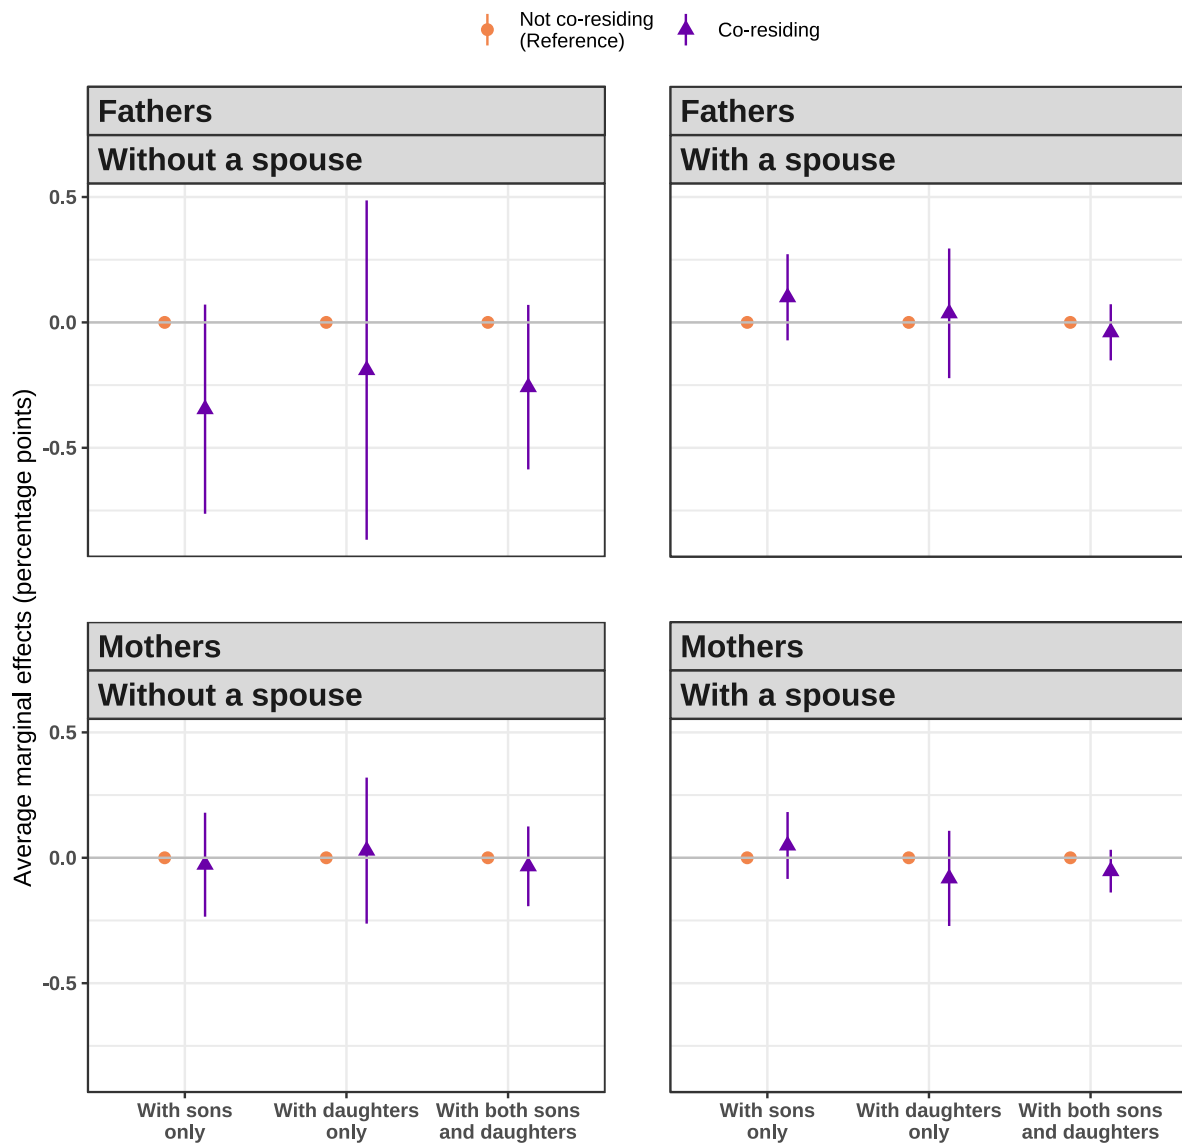 Not co-residing
(Reference)
Co-residing
Fathers
Without a spouse
Fathers
With a spouse
0.5
0.0
-0.5
Average marginal effects (percentage points)
Mothers
Without a spouse
Mothers
With a spouse
0.5
0.0
-0.5
With sons
only
With daughters
only
With both sons
and daughters
With sons
only
With daughters
only
With both sons
and daughters